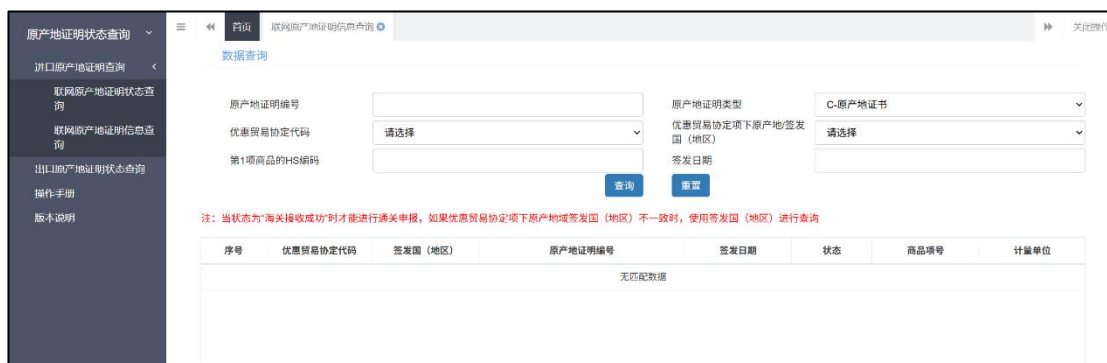 原产地证明状态查询
进口原产地证明查询
联网原产地证明状态查
询
联网原产地证明信息查
询
出口原产地证明状态查询
操作手册
版本说明
首页
联网原产地证明信息查询
关闭操作
数据查询
原产地证明编号
原产地证明类型
C-原产地证书
优惠贸易协定代码
请选择
优惠贸易协定项下原产地/签发
国（地区）
请选择
第1项商品的HS编码
签发日期
查询
重置
注：当状态为“海关接收成功”时才能进行通关申报，如果优惠贸易协定项下原产地域签发国（地区）不一致时，使用签发国（地区）进行查询
序号 优惠贸易协定代码 签发国（地区） 原产地证明编号 签发日期 状态 商品项号 计量单位
无匹配数据